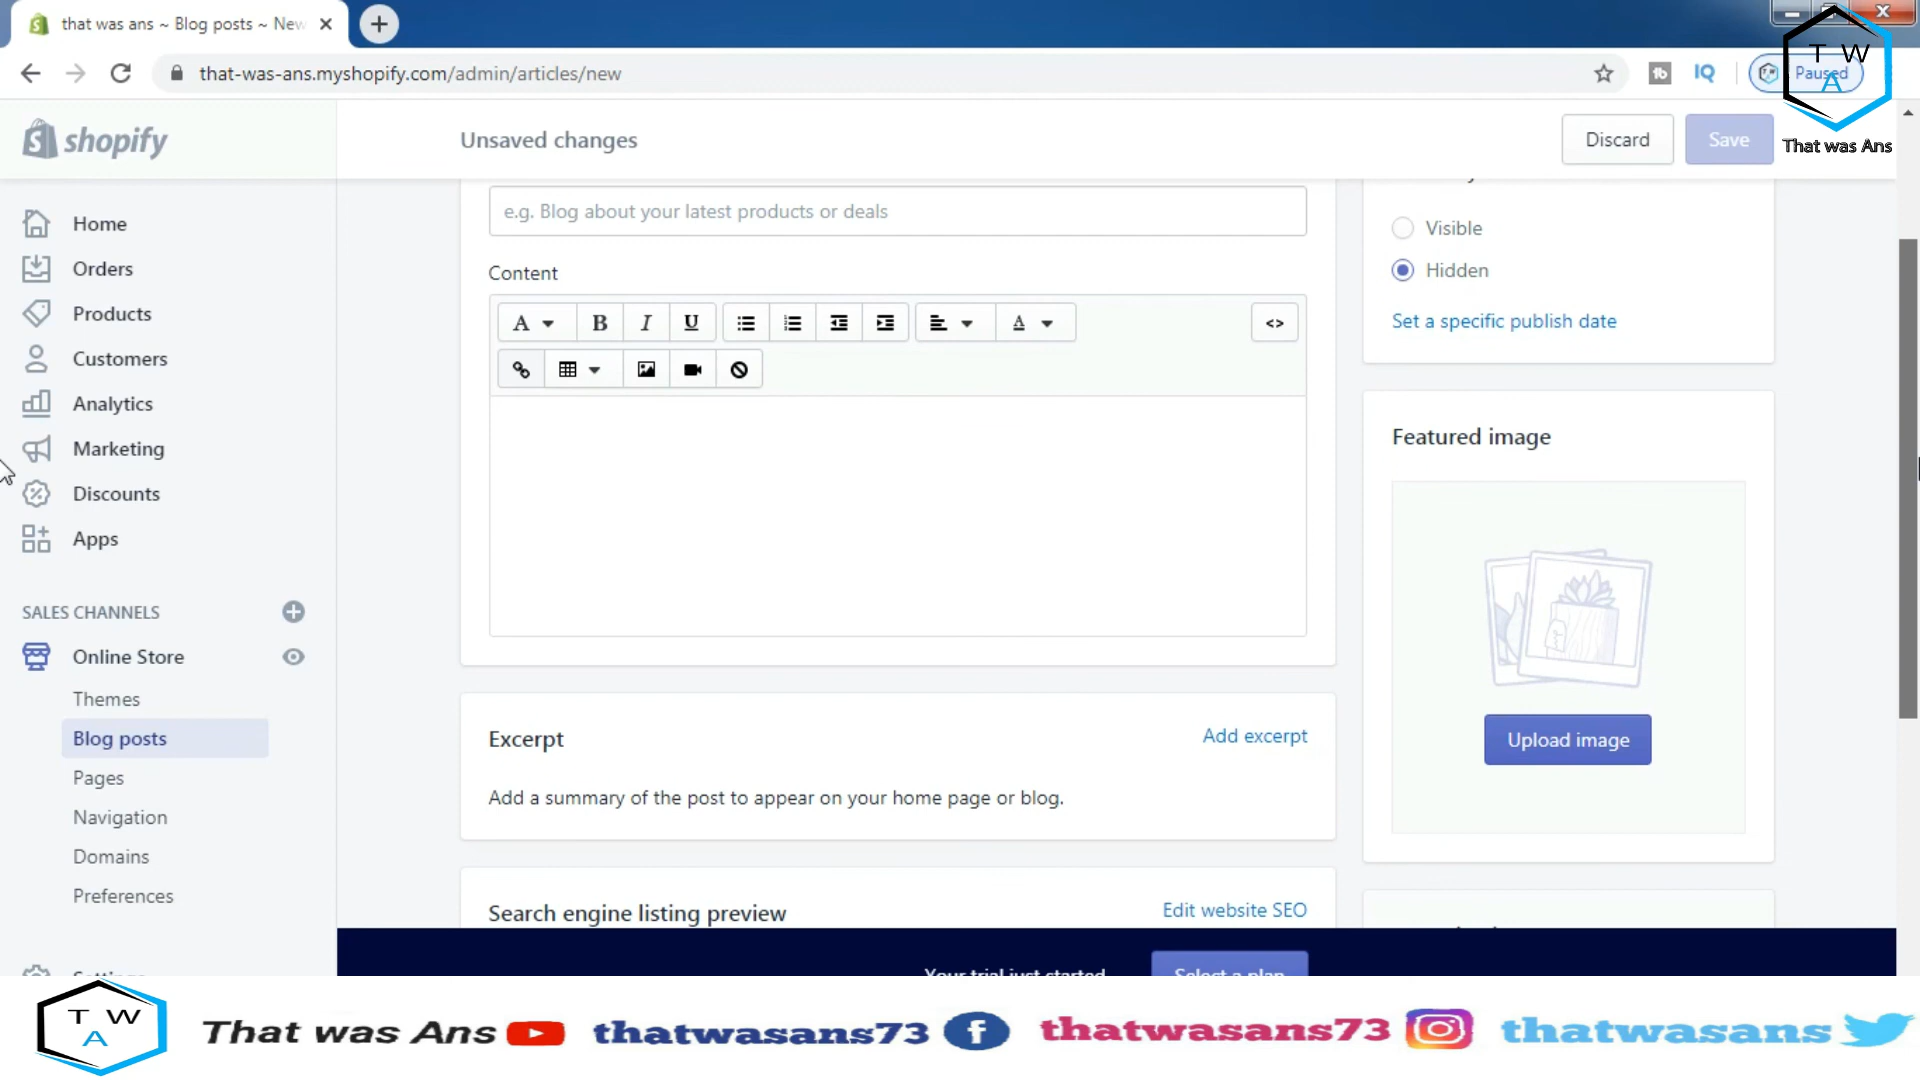 that was ans ~ Blog posts ~ New
that-was-ans.myshopify.com/admin/articles/new
IQ
Paused
T W
A
That was Ans
shopify
Unsaved changes
Discard
Save
Home
Orders
Products
Customers
Analytics
Marketing
Discounts
Apps
SALES CHANNELS
Online Store
Themes
Blog posts
Pages
Navigation
Domains
Preferences
Settings
e.g. Blog about your latest products or deals
Content
A B I U A <>
Excerpt
Add excerpt
Add a summary of the post to appear on your home page or blog.
Search engine listing preview
Edit website SEO
Visible
Hidden
Set a specific publish date
Featured image
Upload image
Your trial just started
Select a plan
T W
A
That was Ans
thatwasans73
thatwasans73
thatwasans